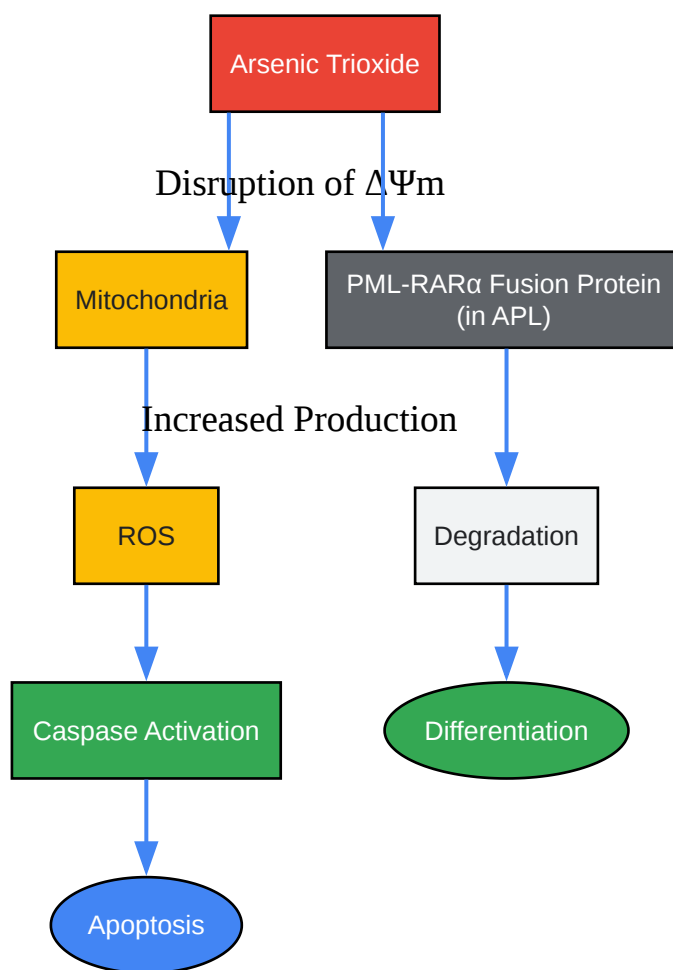 Arsenic Trioxide
Disruption of ΔΨm
Mitochondria
PML-RARα Fusion Protein
(in APL)
Increased Production
ROS
Degradation
Caspase Activation
Differentiation
Apoptosis